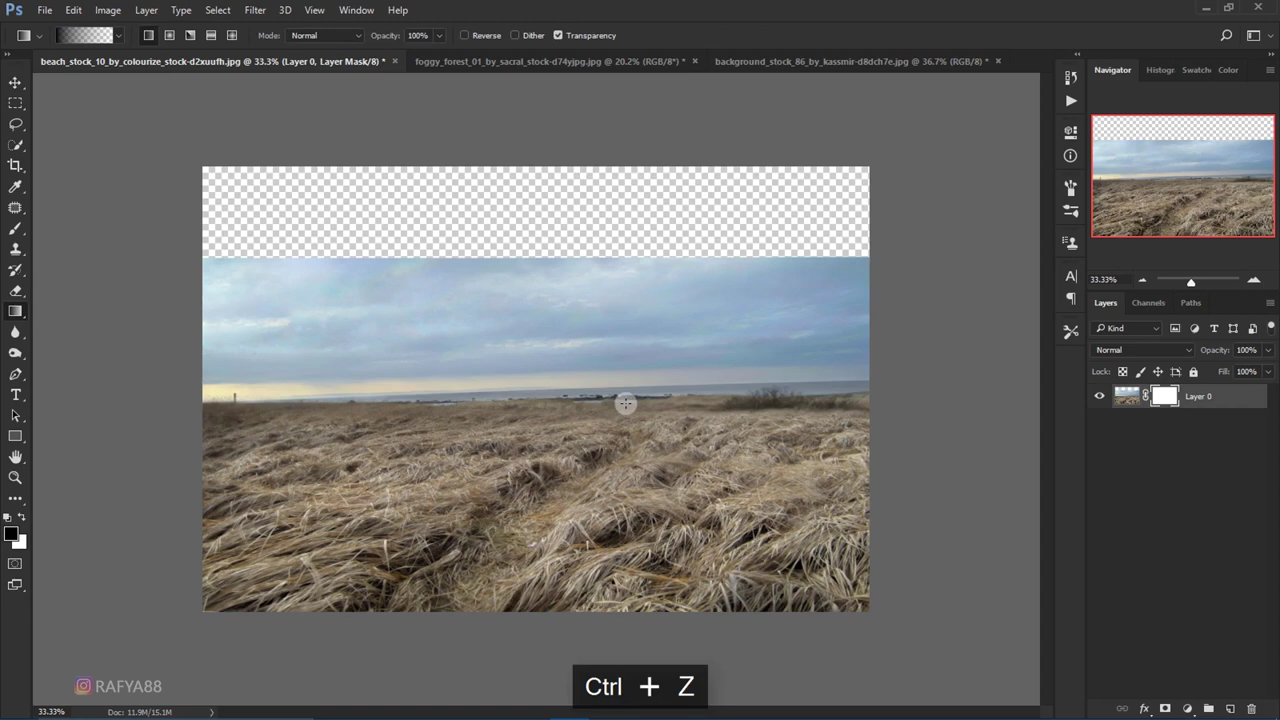 Ps File Edit Image Layer Type Select Filter 3D View Window Help
Mode: Normal Opacity: 100% Reverse Dither Transparency
beach_stock_10_by_colourize_stock-d2xuufh.jpg @ 33.3% (Layer 0, Layer Mask/8) * × foggy_forest_01_by_sacral_stock-d74yjpg.jpg @ 20.2% (RGB/8*) * × background_stock_86_by_kassmir-d8dch7e.jpg @ 36.7% (RGB/8) * ×
Navigator Histogr Swatch Color
33.33%
Layers Channels Paths
Kind
Normal Opacity: 100%
Lock: Fill: 100%
Layer 0
RAFYA88
Ctrl + Z
33.33% Doc: 11.9M/15.1M